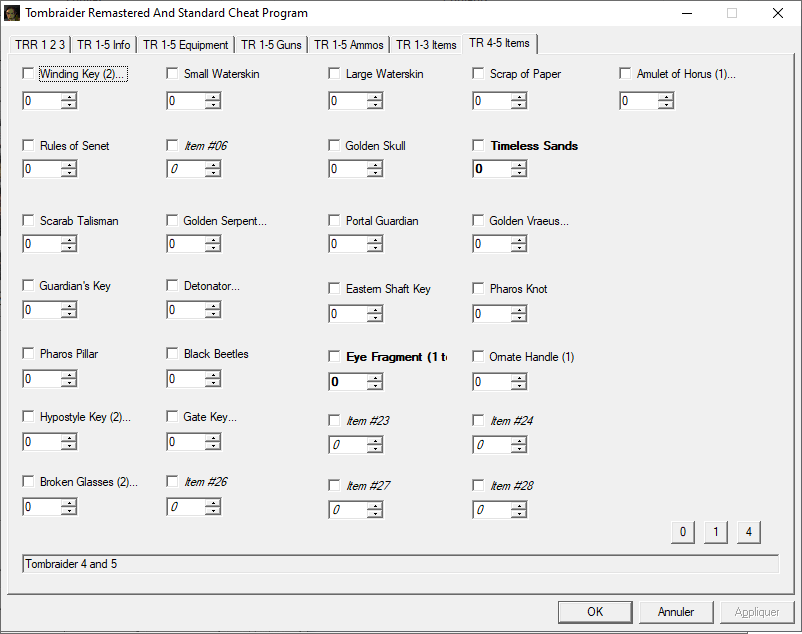 Tombraider Remastered And Standard Cheat Program
TRR 1 2 3 TR 1-5 Info TR 1-5 Equipment TR 1-5 Guns TR 1-5 Ammos TR 1-3 Items TR 4-5 Items
Winding Key (2)... Small Waterskin Large Waterskin Scrap of Paper Amulet of Horus (1)...
0 0 0 0 0
Rules of Senet Item #06 Golden Skull Timeless Sands
0 0 0 0
Scarab Talisman Golden Serpent... Portal Guardian Golden Vraeus...
0 0 0 0
Guardian's Key Detonator... Eastern Shaft Key Pharos Knot
0 0 0 0
Pharos Pillar Black Beetles Eye Fragment (1 to Ornate Handle (1)
0 0 0 0
Hypostyle Key (2)... Gate Key... Item #23 Item #24
0 0 0 0
Broken Glasses (2)... Item #26 Item #27 Item #28
0 0 0 0
0 1 4
Tombraider 4 and 5
OK Annuler Appliquer